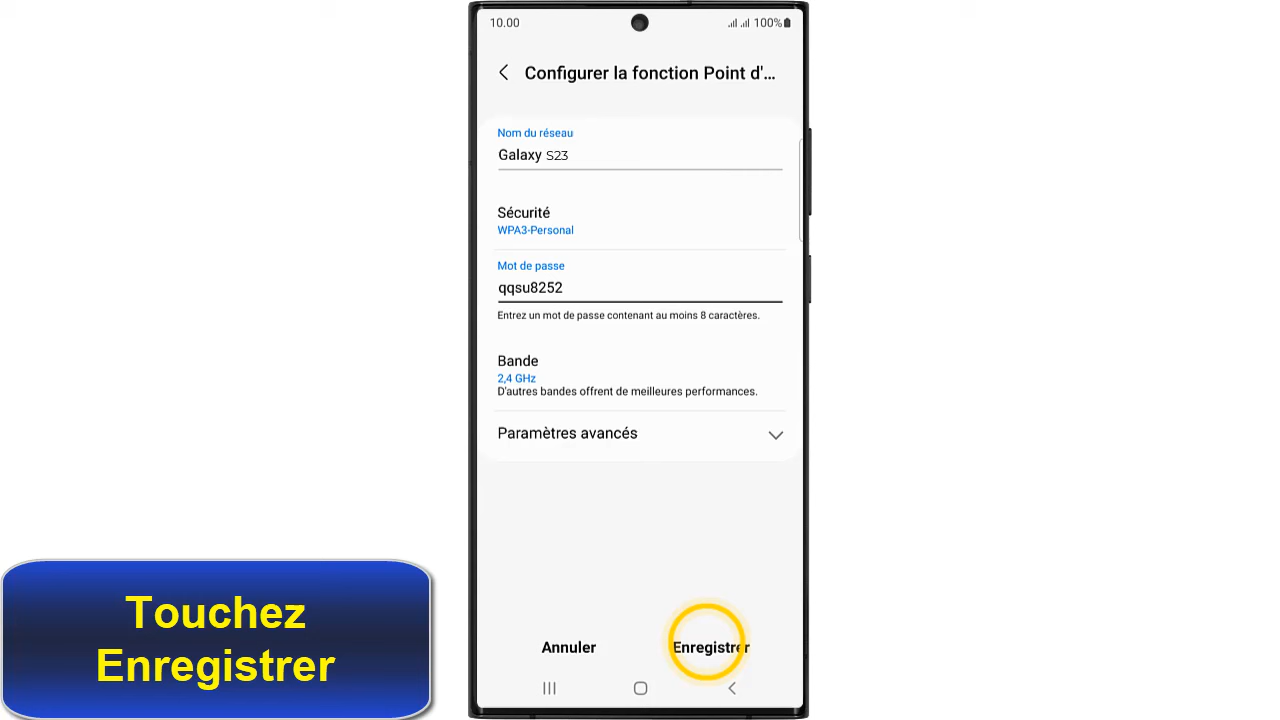 10.00
100%
Configurer la fonction Point d'...
Nom du réseau
Galaxy S23
Sécurité
WPA3-Personal
Mot de passe
qqsu8252
Entrez un mot de passe contenant au moins 8 caractères.
Bande
2,4 GHz
D'autres bandes offrent de meilleures performances.
Paramètres avancés
Annuler
Enregistrer
Touchez
Enregistrer